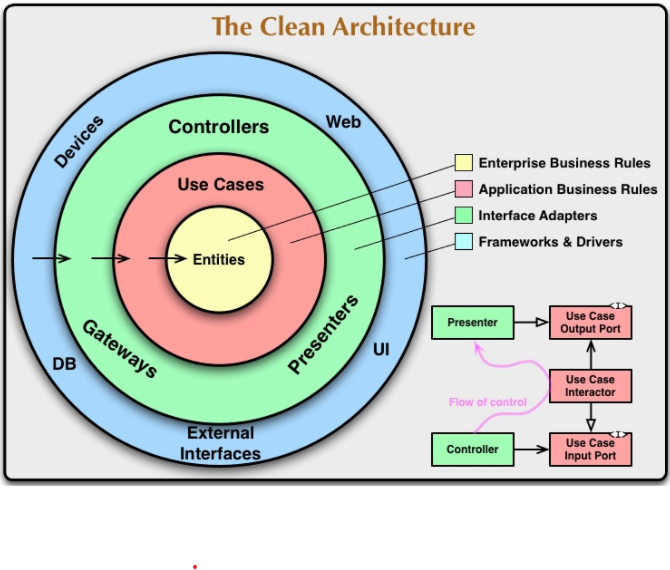 The Clean Architecture
Devices
Web
Controllers
Use Cases
Entities
Gateways
Presenters
DB
UI
External
Interfaces
Enterprise Business Rules
Application Business Rules
Interface Adapters
Frameworks & Drivers
Presenter
Use Case
Output Port
<I>
Flow of control
Use Case
Interactor
Controller
Use Case
Input Port
<I>